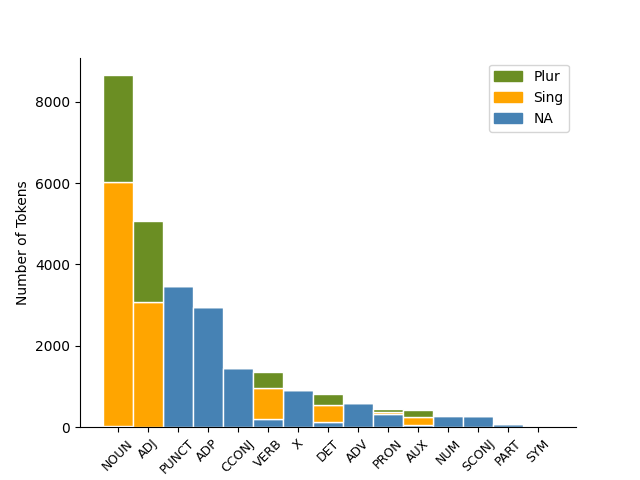 Plur
Sing
NA
Number of Tokens
8000
6000
4000
2000
0
NOUN
ADJ
PUNCT
ADP
CCONJ
VERB
X
DET
ADV
PRON
AUX
NUM
SCONJ
PART
SYM